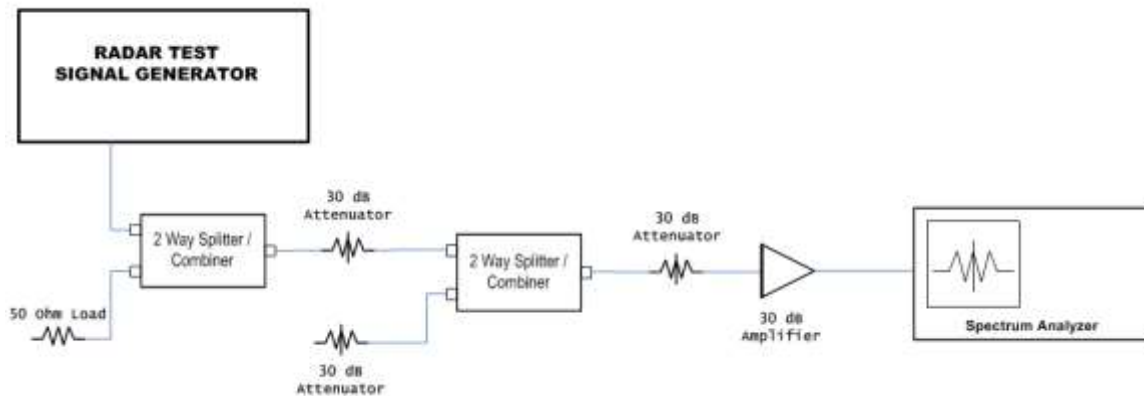 RADAR TEST
SIGNAL GENERATOR
30 dB
Attenuator
30 dB
Attenuator
2 Way Splitter /
Combiner
2 Way Splitter /
Combiner
50 Ohm Load
30 dB
Amplifier
Spectrum Analyzer
30 dB
Attenuator